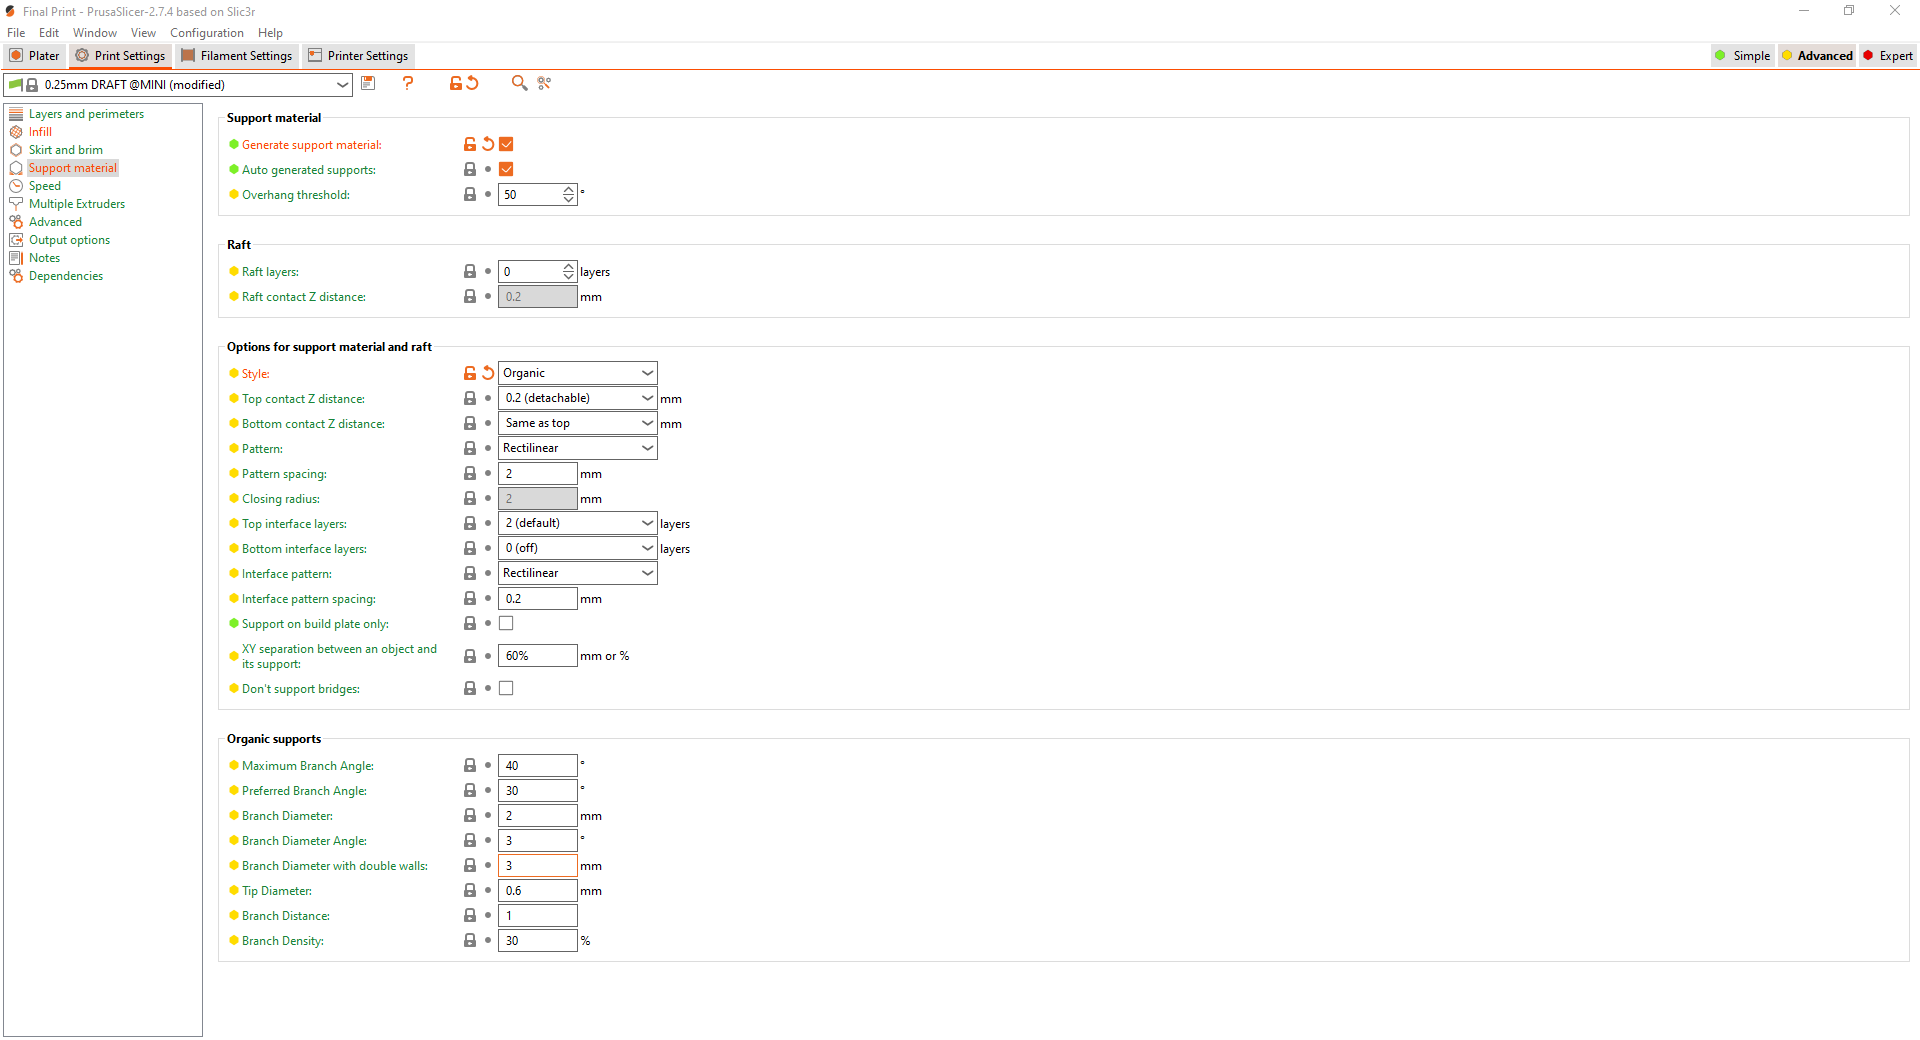 Final Print - PrusaSlicer-2.7.4 based on Slic3r
File Edit Window View Configuration Help
Plater Print Settings Filament Settings Printer Settings Simple Advanced Expert
0.25mm DRAFT @MINI (modified) ?
Layers and perimeters
Infill
Skirt and brim
Support material
Speed
Multiple Extruders
Advanced
Output options
Notes
Dependencies
Support material
Generate support material:
Auto generated supports:
Overhang threshold: 50 °
Raft
Raft layers: 0 layers
Raft contact Z distance: 0.2 mm
Options for support material and raft
Style: Organic
Top contact Z distance: 0.2 (detachable) mm
Bottom contact Z distance: Same as top mm
Pattern: Rectilinear
Pattern spacing: 2 mm
Closing radius: 2 mm
Top interface layers: 2 (default) layers
Bottom interface layers: 0 (off) layers
Interface pattern: Rectilinear
Interface pattern spacing: 0.2 mm
Support on build plate only:
XY separation between an object and
its support: 60% mm or %
Don't support bridges:
Organic supports
Maximum Branch Angle: 40 °
Preferred Branch Angle: 30 °
Branch Diameter: 2 mm
Branch Diameter Angle: 3 °
Branch Diameter with double walls: 3 mm
Tip Diameter: 0.6 mm
Branch Distance: 1
Branch Density: 30 %